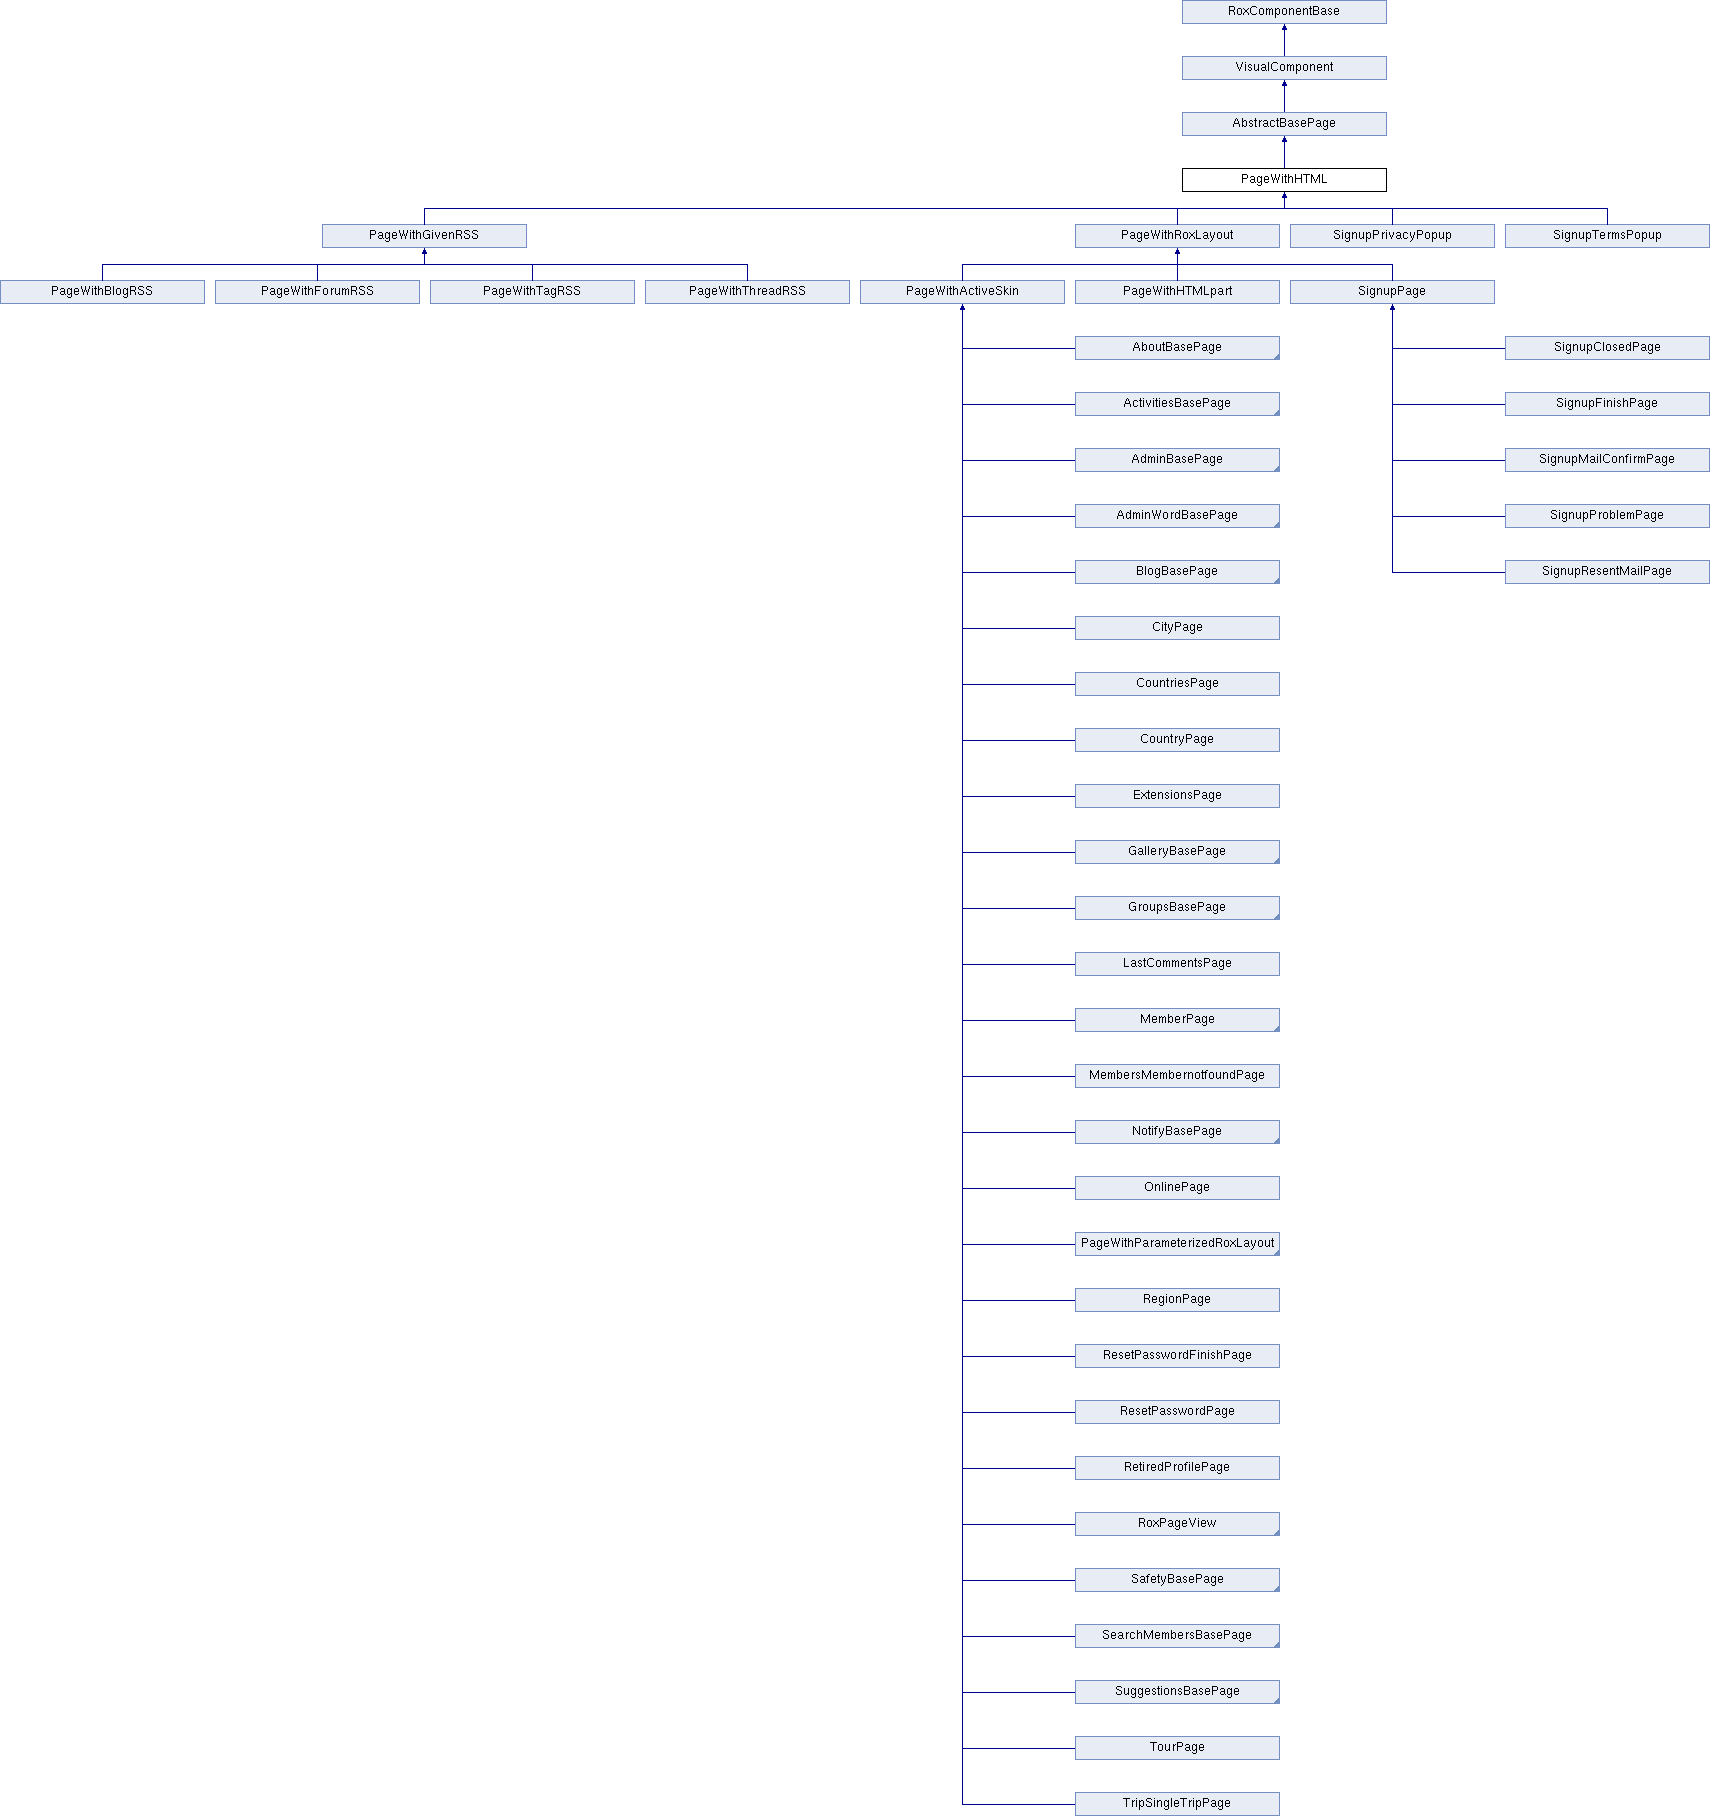 RoxComponentBase
VisualComponent
AbstractBasePage
PageWithHTML
PageWithGivenRSS
PageWithRoxLayout
SignupPrivacyPopup
SignupTermsPopup
PageWithBlogRSS
PageWithForumRSS
PageWithTagRSS
PageWithThreadRSS
PageWithActiveSkin
PageWithHTMLpart
SignupPage
AboutBasePage
SignupClosedPage
ActivitiesBasePage
SignupFinishPage
AdminBasePage
SignupMailConfirmPage
AdminWordBasePage
SignupProblemPage
BlogBasePage
SignupResentMailPage
CityPage
CountriesPage
CountryPage
ExtensionsPage
GalleryBasePage
GroupsBasePage
LastCommentsPage
MemberPage
MembersMembernotfoundPage
NotifyBasePage
OnlinePage
PageWithParameterizedRoxLayout
RegionPage
ResetPasswordFinishPage
ResetPasswordPage
RetiredProfilePage
RoxPageView
SafetyBasePage
SearchMembersBasePage
SuggestionsBasePage
TourPage
TripSingleTripPage